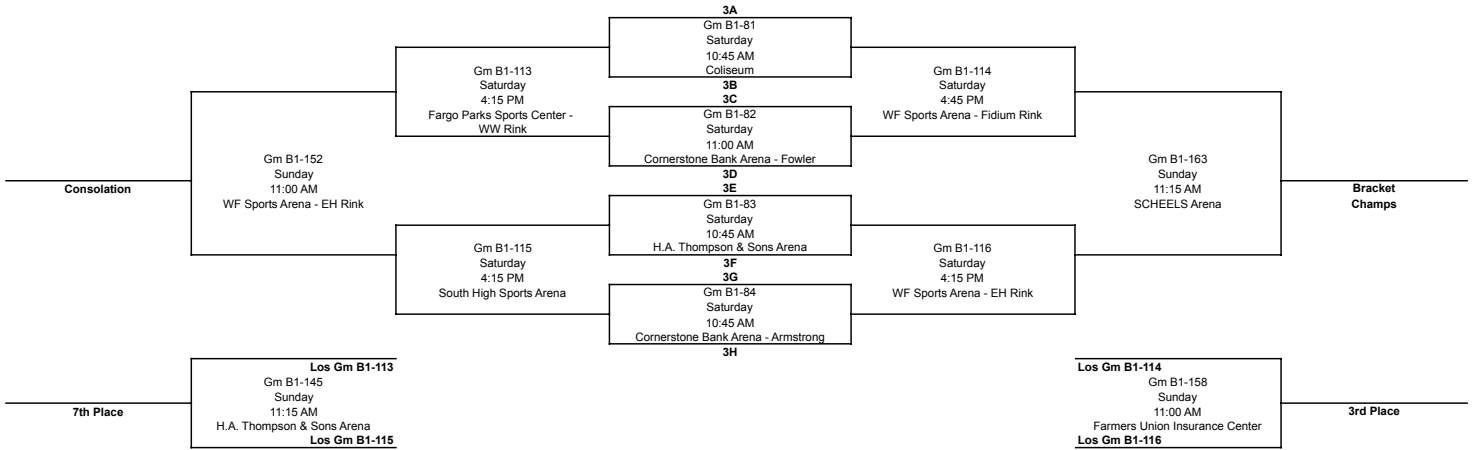 3A
Gm B1-81
Saturday
10:45 AM
Coliseum
3B
3C
Gm B1-82
Saturday
11:00 AM
Cornerstone Bank Arena - Fowler
3D
3E
Gm B1-83
Saturday
10:45 AM
H.A. Thompson & Sons Arena
3F
3G
Gm B1-84
Saturday
10:45 AM
Cornerstone Bank Arena - Armstrong
3H
Gm B1-113
Saturday
4:15 PM
Fargo Parks Sports Center -
WW Rink
Gm B1-114
Saturday
4:45 PM
WF Sports Arena - Fidium Rink
Gm B1-152
Sunday
11:00 AM
WF Sports Arena - EH Rink
Consolation
Gm B1-163
Sunday
11:15 AM
SCHEELS Arena
Bracket
Champs
Gm B1-115
Saturday
4:15 PM
South High Sports Arena
Gm B1-116
Saturday
4:15 PM
WF Sports Arena - EH Rink
Los Gm B1-113
Gm B1-145
Sunday
11:15 AM
H.A. Thompson & Sons Arena
Los Gm B1-115
7th Place
Los Gm B1-114
Gm B1-158
Sunday
11:00 AM
Farmers Union Insurance Center
Los Gm B1-116
3rd Place